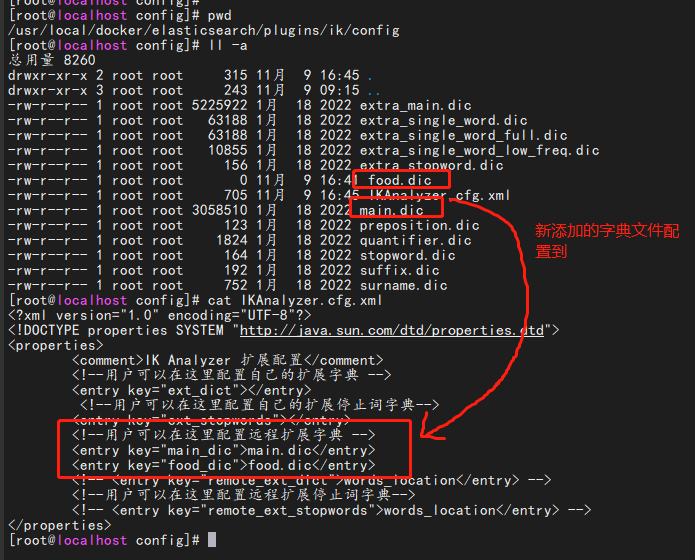 [root@localhost config]#
[root@localhost config]# pwd
/usr/local/docker/elasticsearch/plugins/ik/config
[root@localhost config]# ll -a
总用量 8260
drwxr-xr-x 2 root root     315 11月  9 16:45 .
drwxr-xr-x 3 root root     243 11月  9 09:15 ..
-rw-r--r-- 1 root root 5225922 1月  18 2022 extra_main.dic
-rw-r--r-- 1 root root   63188 1月  18 2022 extra_single_word.dic
-rw-r--r-- 1 root root   63188 1月  18 2022 extra_single_word_full.dic
-rw-r--r-- 1 root root   10855 1月  18 2022 extra_single_word_low_freq.dic
-rw-r--r-- 1 root root     156 1月  18 2022 extra_stopword.dic
-rw-r--r-- 1 root root       0 11月  9 16:41 food.dic
-rw-r--r-- 1 root root     705 11月  9 16:45 IKAnalyzer.cfg.xml
-rw-r--r-- 1 root root 3058510 1月  18 2022 main.dic
-rw-r--r-- 1 root root     123 1月  18 2022 preposition.dic
-rw-r--r-- 1 root root    1824 1月  18 2022 quantifier.dic
-rw-r--r-- 1 root root     164 1月  18 2022 stopword.dic
-rw-r--r-- 1 root root     192 1月  18 2022 suffix.dic
-rw-r--r-- 1 root root     752 1月  18 2022 surname.dic
新添加的字典文件配
置到
[root@localhost config]# cat IKAnalyzer.cfg.xml
<?xml version="1.0" encoding="UTF-8"?>
<!DOCTYPE properties SYSTEM "http://java.sun.com/dtd/properties.dtd">
<properties>
        <comment>IK Analyzer 扩展配置</comment>
        <!--用户可以在这里配置自己的扩展字典 -->
        <entry key="ext_dict"></entry>
         <!--用户可以在这里配置自己的扩展停止词字典-->
        <entry key="ext_stopwords"></entry>
        <!--用户可以在这里配置远程扩展字典 -->
        <entry key="main_dic">main.dic</entry>
        <entry key="food_dic">food.dic</entry>
        <!-- <entry key="remote_ext_dict">words_location</entry> -->
        <!--用户可以在这里配置远程扩展停止词字典-->
        <!-- <entry key="remote_ext_stopwords">words_location</entry> -->
</properties>
[root@localhost config]#